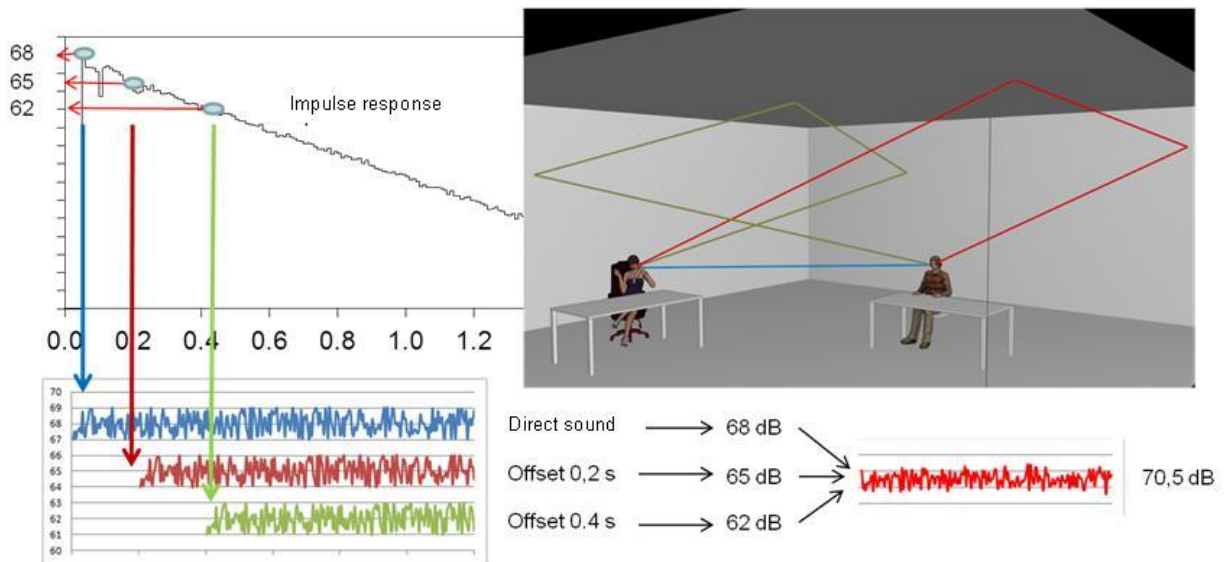 68
65
62
Impulse response
0.0 0.2 0.4 0.6 0.8 1.0 1.2
70
69
68
67
66
65
64
63
62
61
60
Direct sound 68 dB
Offset 0,2 s 65 dB
Offset 0.4 s 62 dB
70,5 dB